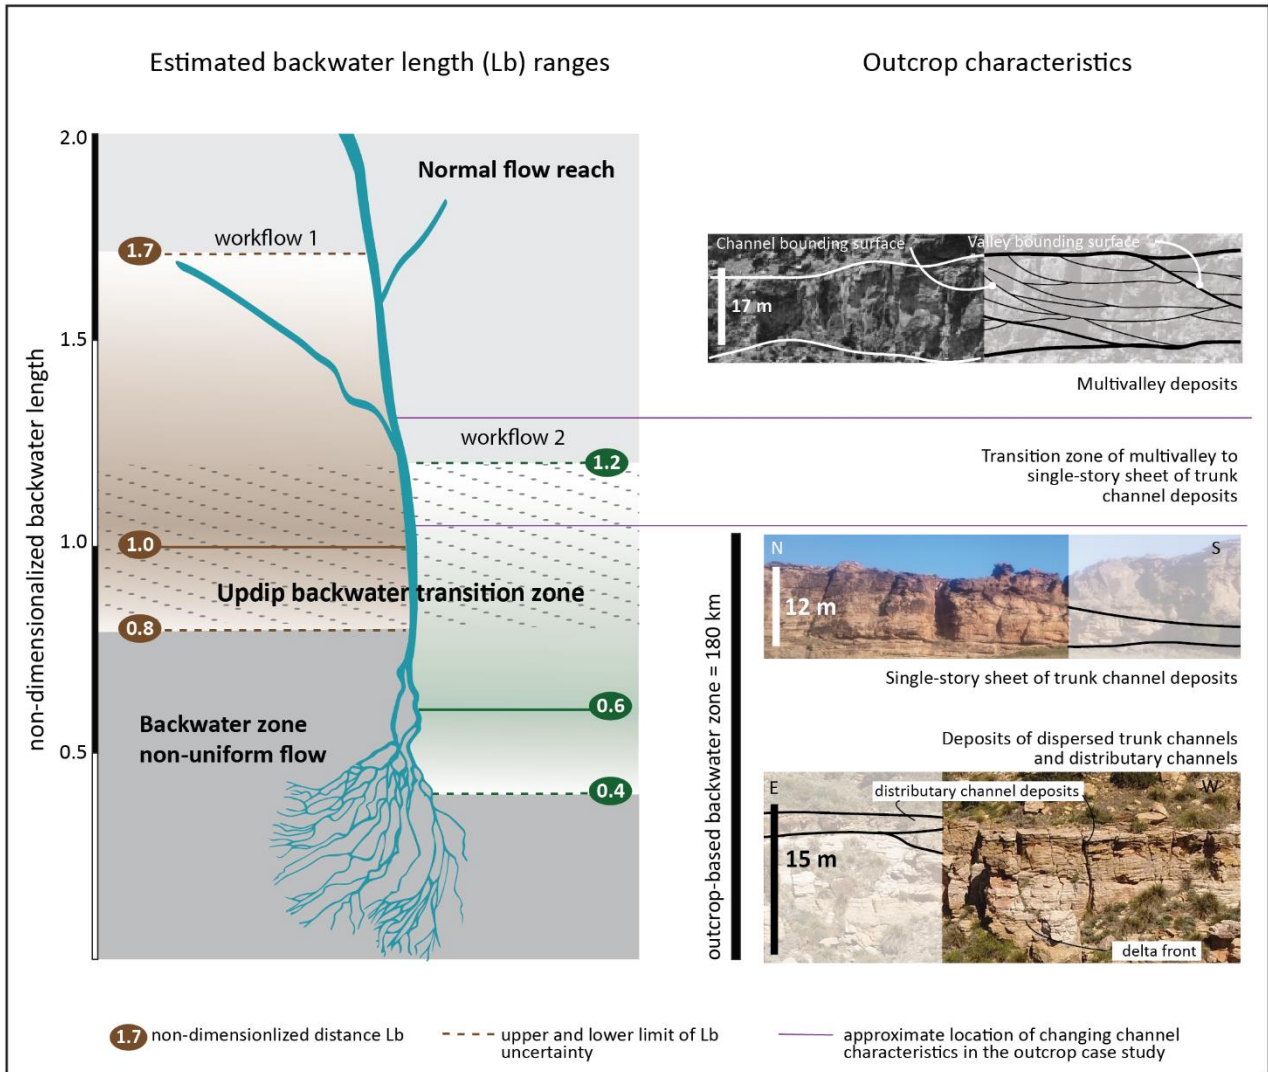 Estimated backwater length (Lb) ranges
Outcrop characteristics
non-dimensionalized backwater length
2.0
1.5
1.0
0.5
Normal flow reach
workflow 1
1.7
workflow 2
1.2
1.0
Updip backwater transition zone
0.8
0.6
Backwater zone
non-uniform flow
0.4
Channel bounding surface
Valley bounding surface
17 m
Multivalley deposits
Transition zone of multivalley to
single-story sheet of trunk
channel deposits
outcrop-based backwater zone = 180 km
N
S
12 m
Single-story sheet of trunk channel deposits
Deposits of dispersed trunk channels
and distributary channels
E
W
distributary channel deposits
15 m
delta front
1.7 non-dimensionlized distance Lb
upper and lower limit of Lb
uncertainty
approximate location of changing channel
characteristics in the outcrop case study